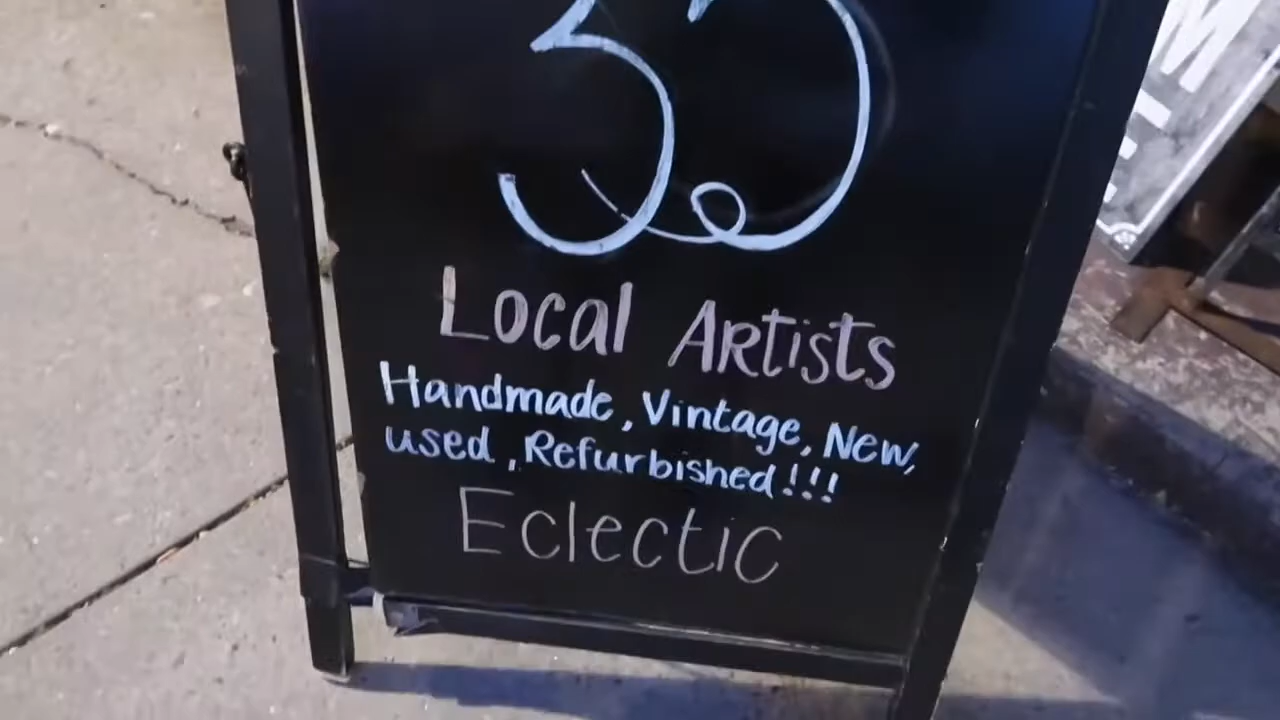 Local Artists
Handmade, Vintage, New,
used, Refurbished!!!
Eclectic